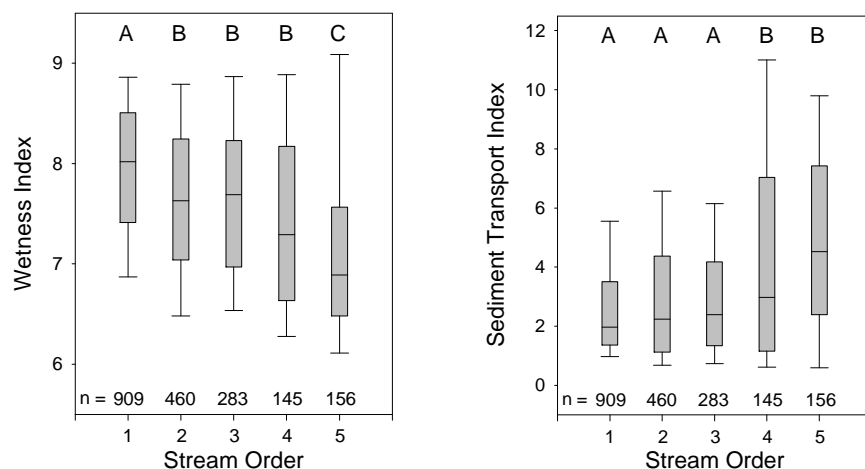 A B B B C
9
8
7
6
Wetness Index
n = 909 460 283 145 156
1 2 3 4 5
Stream Order
A A A B B
12
10
8
6
4
2
0
Sediment Transport Index
n = 909 460 283 145 156
1 2 3 4 5
Stream Order